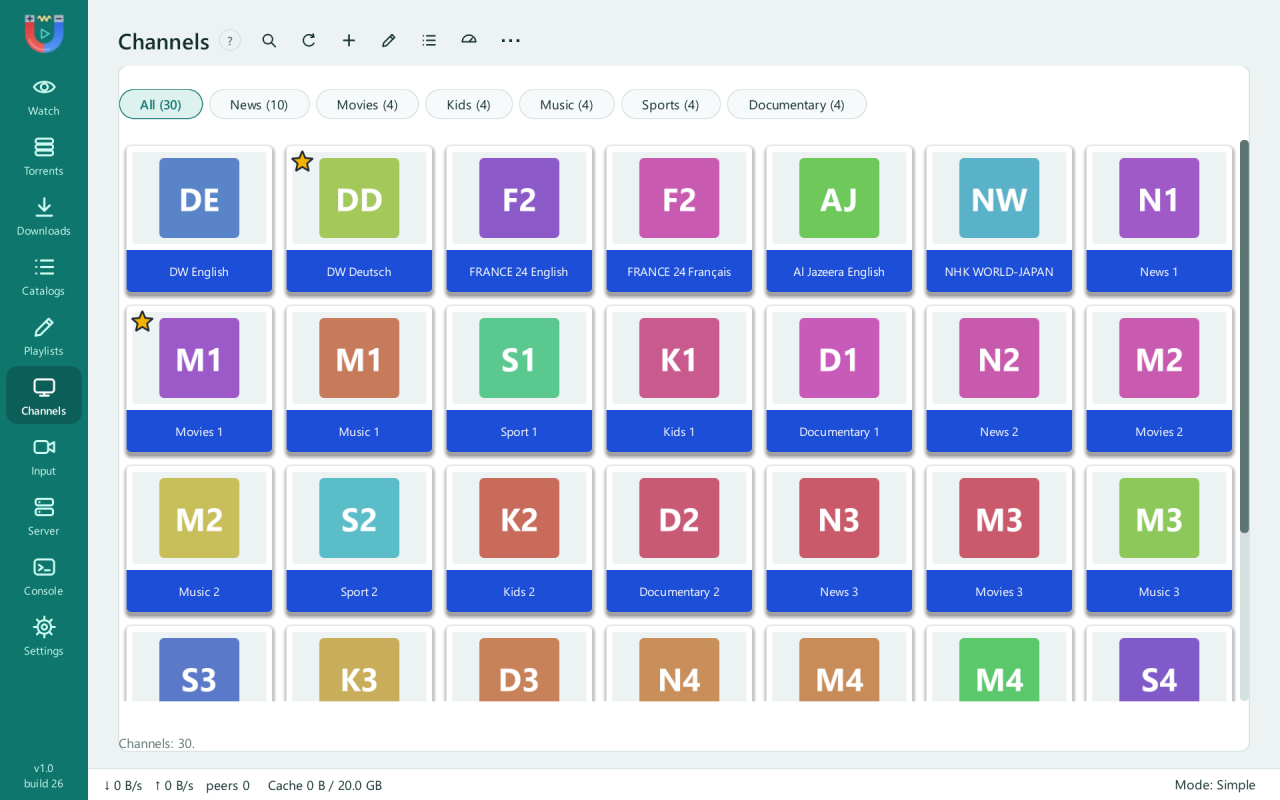 Channels ?
All (30) News (10) Movies (4) Kids (4) Music (4) Sports (4) Documentary (4)
Watch
Torrents
Downloads
Catalogs
Playlists
Channels
Input
Server
Console
Settings
v1.0
build 26
DE DD F2 F2 AJ NW N1
DW English DW Deutsch FRANCE 24 English FRANCE 24 Français Al Jazeera English NHK WORLD-JAPAN News 1
M1 M1 S1 K1 D1 N2 M2
Movies 1 Music 1 Sport 1 Kids 1 Documentary 1 News 2 Movies 2
M2 S2 K2 D2 N3 M3 M3
Music 2 Sport 2 Kids 2 Documentary 2 News 3 Movies 3 Music 3
S3 K3 D3 N4 M4 M4 S4
Channels: 30.
↓ 0 B/s ↑ 0 B/s peers 0 Cache 0 B / 20.0 GB Mode: Simple